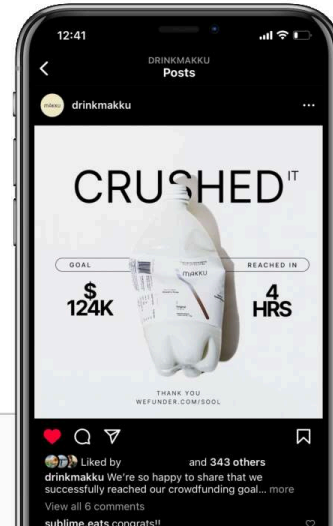 12:41
DRINKMAKKU
Posts
drinkmakku
CRUSHED IT
GOAL
$
124K
makku
REACHED IN
4
HRS
THANK YOU
WEFUNDER.COM/SOOL
Liked by and 343 others
drinkmakku We're so happy to share that we
successfully reached our crowdfunding goal... more
View all 6 comments
sublime.eats congrats!!